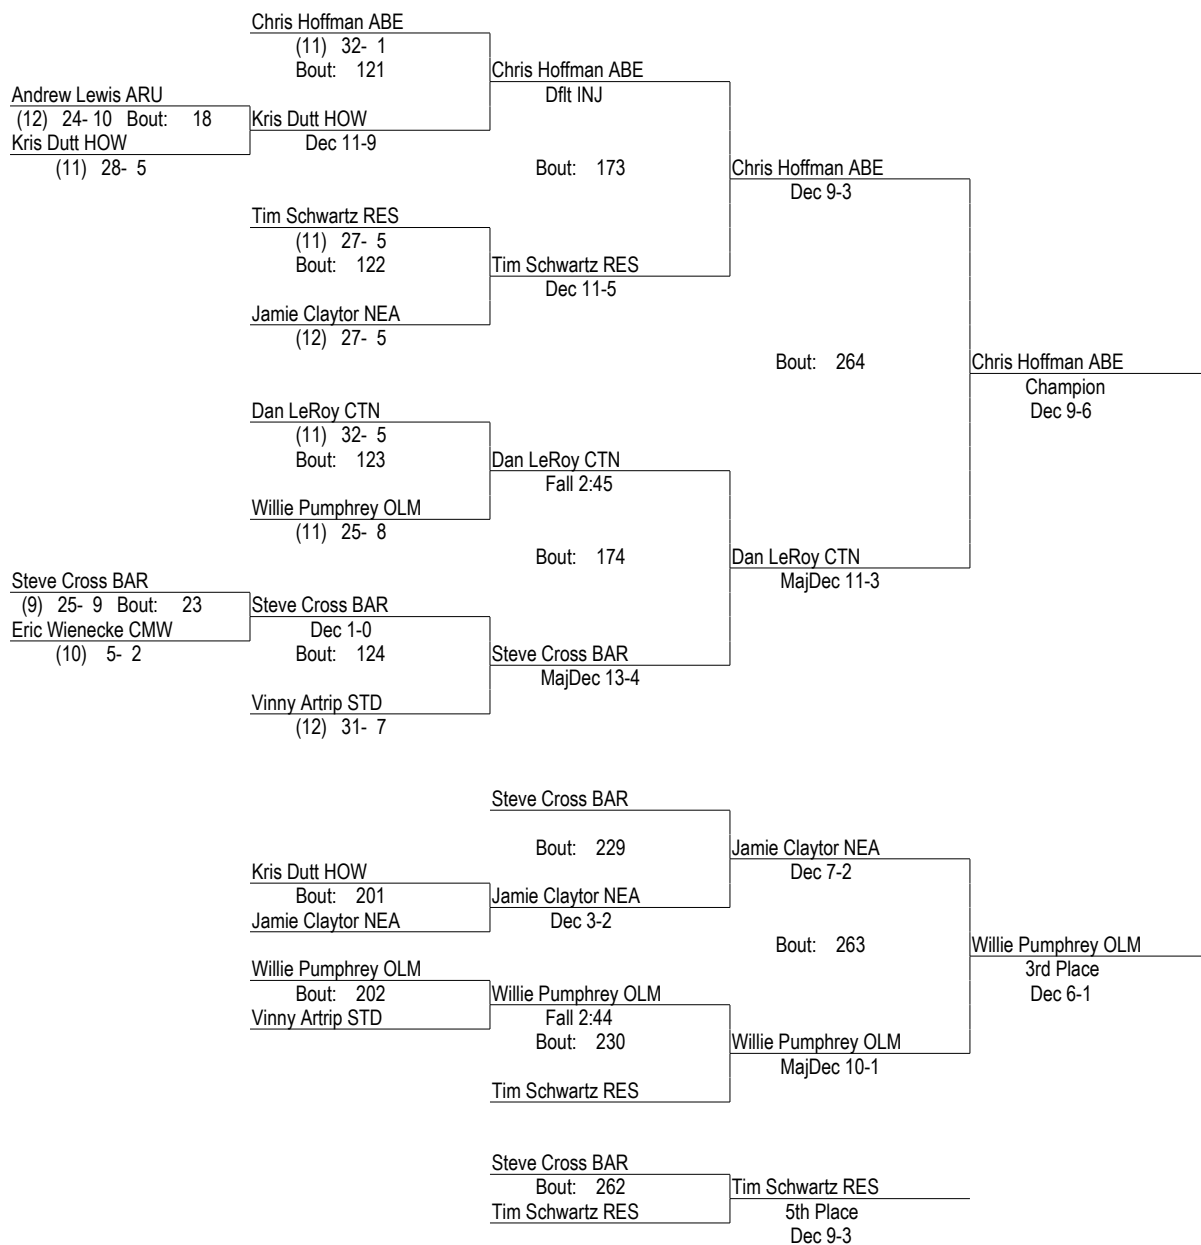 Chris Hoffman ABE
(11) 32- 1
Bout: 121
Chris Hoffman ABE
Dflt INJ
Andrew Lewis ARU
(12) 24- 10 Bout: 18
Kris Dutt HOW
Dec 11-9
Kris Dutt HOW
(11) 28- 5
Bout: 173
Chris Hoffman ABE
Dec 9-3
Tim Schwartz RES
(11) 27- 5
Bout: 122
Tim Schwartz RES
Dec 11-5
Jamie Claytor NEA
(12) 27- 5
Bout: 264
Chris Hoffman ABE
Champion
Dec 9-6
Dan LeRoy CTN
(11) 32- 5
Bout: 123
Dan LeRoy CTN
Fall 2:45
Willie Pumphrey OLM
(11) 25- 8
Bout: 174
Dan LeRoy CTN
MajDec 11-3
Steve Cross BAR
(9) 25- 9 Bout: 23
Steve Cross BAR
Dec 1-0
Eric Wienecke CMW
(10) 5- 2
Bout: 124
Steve Cross BAR
MajDec 13-4
Vinny Artrip STD
(12) 31- 7
Steve Cross BAR
Bout: 229
Jamie Claytor NEA
Dec 7-2
Kris Dutt HOW
Bout: 201
Jamie Claytor NEA
Dec 3-2
Jamie Claytor NEA
Bout: 263
Willie Pumphrey OLM
3rd Place
Dec 6-1
Willie Pumphrey OLM
Bout: 202
Willie Pumphrey OLM
Fall 2:44
Vinny Artrip STD
Bout: 230
Willie Pumphrey OLM
MajDec 10-1
Tim Schwartz RES
Steve Cross BAR
Bout: 262
Tim Schwartz RES
Tim Schwartz RES
5th Place
Dec 9-3